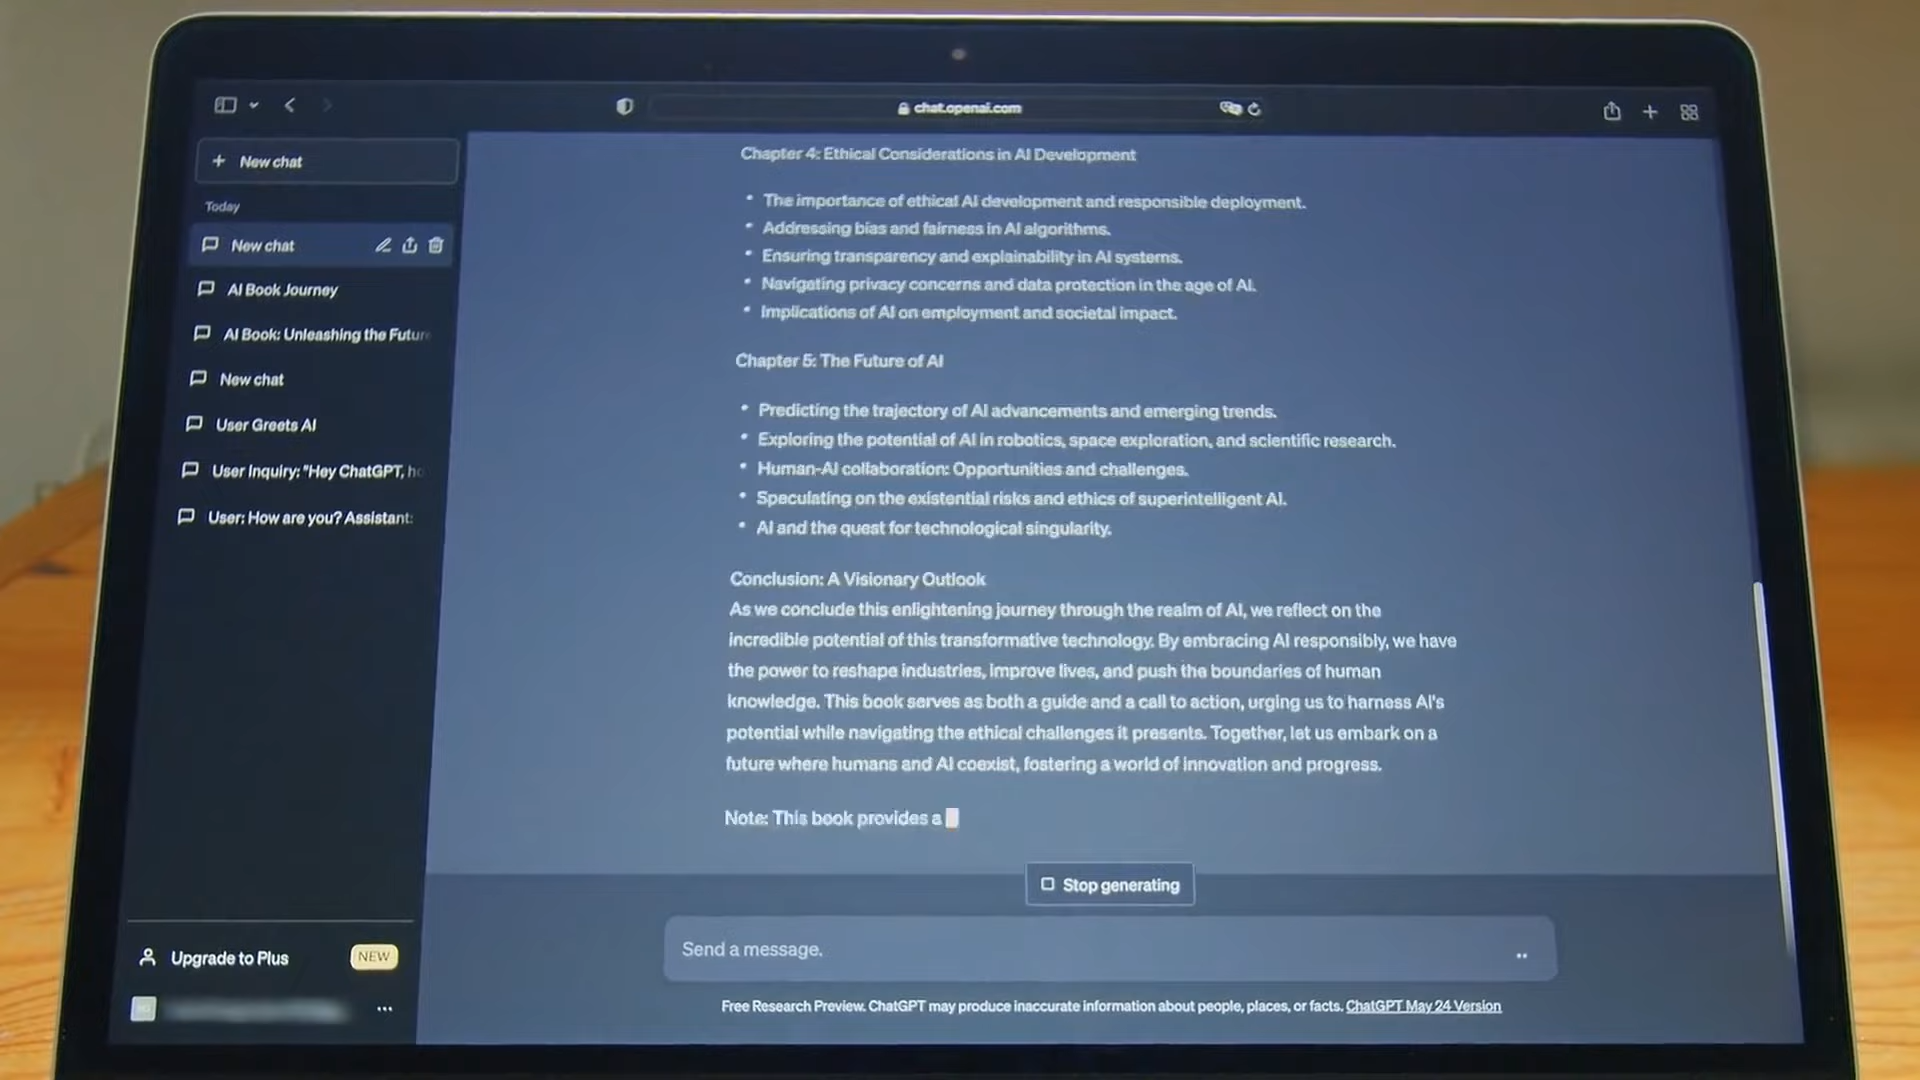 chat.openai.com
New chat
Today
New chat
AI Book Journey
AI Book: Unleashing the Futur
New chat
User Greets AI
User Inquiry: "Hey ChatGPT, ho
User: How are you? Assistant:
Upgrade to Plus
NEW
Chapter 4: Ethical Considerations in AI Development
The importance of ethical AI development and responsible deployment.
Addressing bias and fairness in AI algorithms.
Ensuring transparency and explainability in AI systems.
Navigating privacy concerns and data protection in the age of AI.
Implications of AI on employment and societal impact.
Chapter 5: The Future of AI
Predicting the trajectory of AI advancements and emerging trends.
Exploring the potential of AI in robotics, space exploration, and scientific research.
Human-AI collaboration: Opportunities and challenges.
Speculating on the existential risks and ethics of superintelligent AI.
AI and the quest for technological singularity.
Conclusion: A Visionary Outlook
As we conclude this enlightening journey through the realm of AI, we reflect on the
incredible potential of this transformative technology. By embracing AI responsibly, we have
the power to reshape industries, improve lives, and push the boundaries of human
knowledge. This book serves as both a guide and a call to action, urging us to harness AI's
potential while navigating the ethical challenges it presents. Together, let us embark on a
future where humans and AI coexist, fostering a world of innovation and progress.
Note: This book provides a
Stop generating
Send a message.
Free Research Preview. ChatGPT may produce inaccurate information about people, places, or facts. ChatGPT May 24 Version